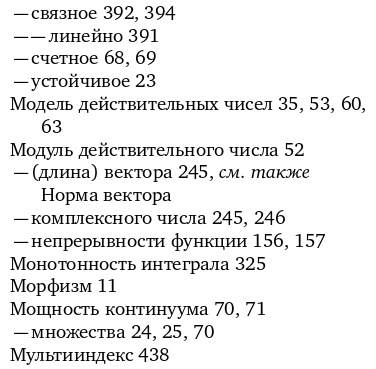 —связное 392, 394
——линейно 391
—счетное 68, 69
—устойчивое 23
Модель действительных чисел 35, 53, 60,
63
Модуль действительного числа 52
—(длина) вектора 245, см. также
Норма вектора
—комплексного числа 245, 246
—непрерывности функции 156, 157
Монотонность интеграла 325
Морфизм 11
Мощность континуума 70, 71
—множества 24, 25, 70
Мультииндекс 438